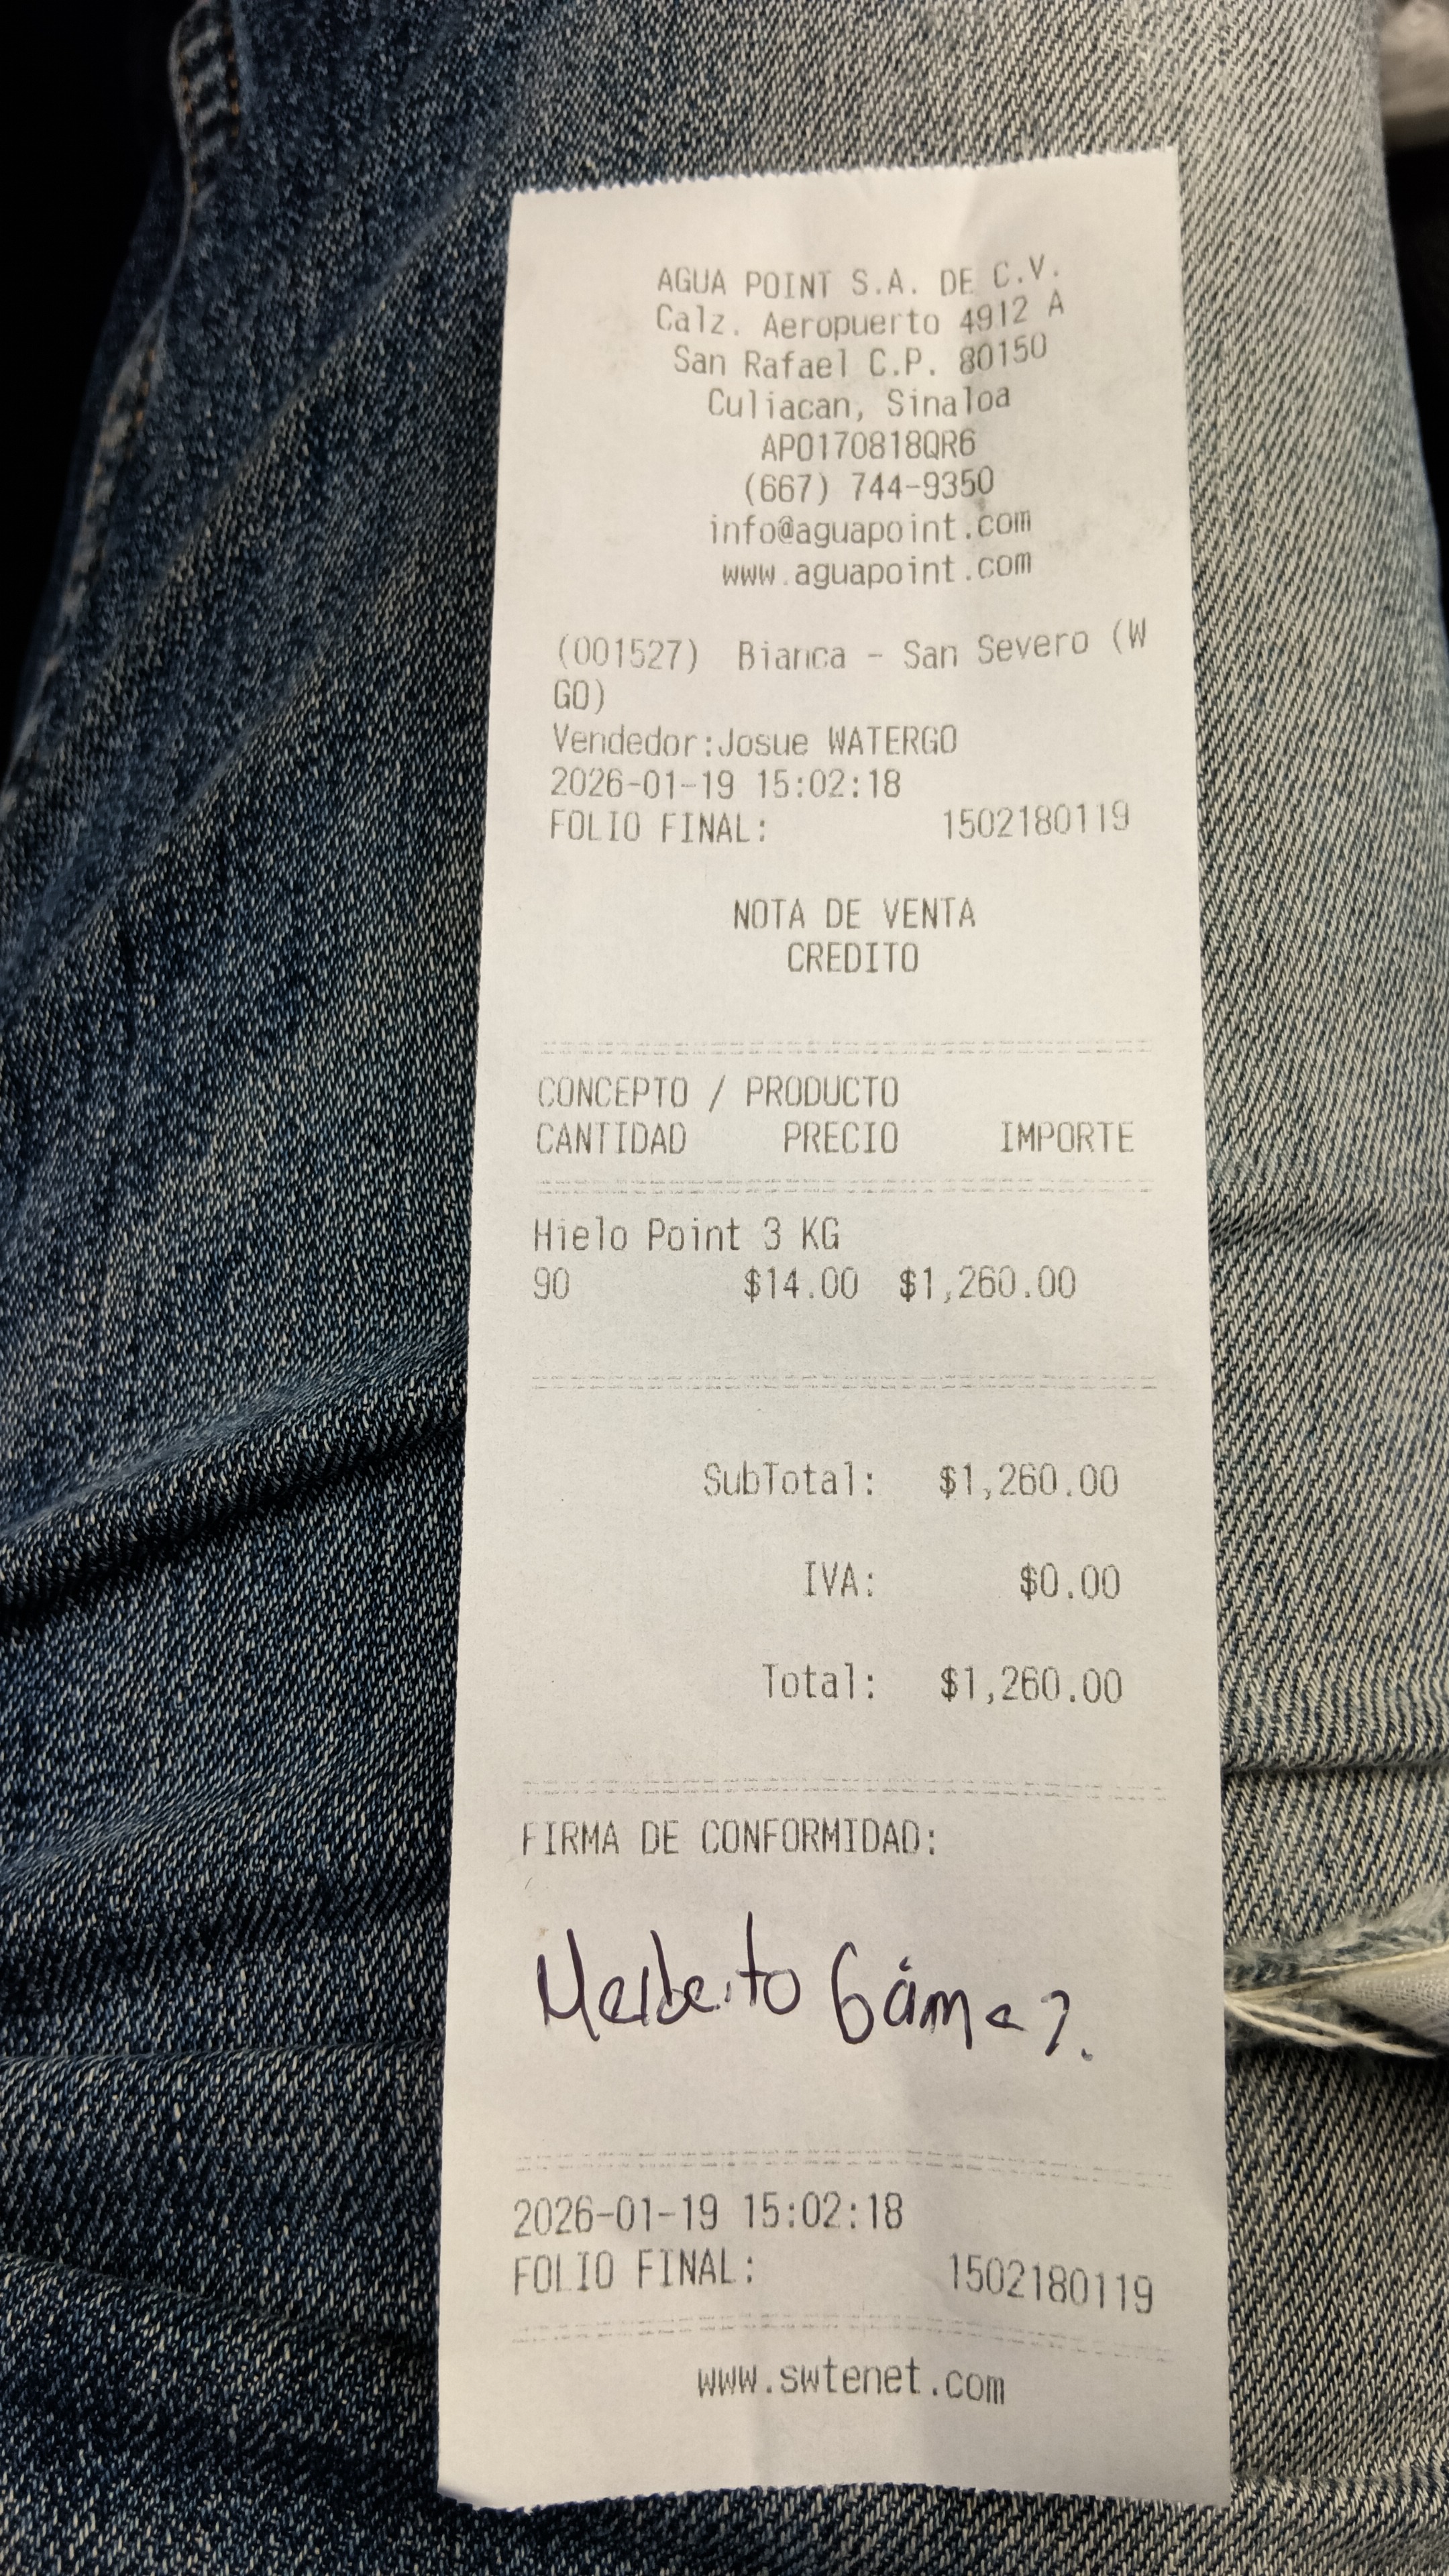 AGUA POINT S.A. DE C.V.
Calz. Aeropuerto 4912 A
San Rafael C.P. 80150
Culiacan, Sinaloa
APO170818QR6
(667) 744-9350
info@aguapoint.com
www.aguapoint.com
(001527) Bianca - San Severo (W
GO)
Vendedor:Josue WATERGO
2026-01-19 15:02:18
FOLIO FINAL: 1502180119
NOTA DE VENTA
CREDITO
CONCEPTO / PRODUCTO
CANTIDAD PRECIO IMPORTE
Hielo Point 3 KG
90 $14.00 $1,260.00
SubTotal: $1,260.00
IVA: $0.00
Total: $1,260.00
FIRMA DE CONFORMIDAD:
Gámez.
2026-01-19 15:02:18
FOLIO FINAL: 1502180119
www.swtenet.com